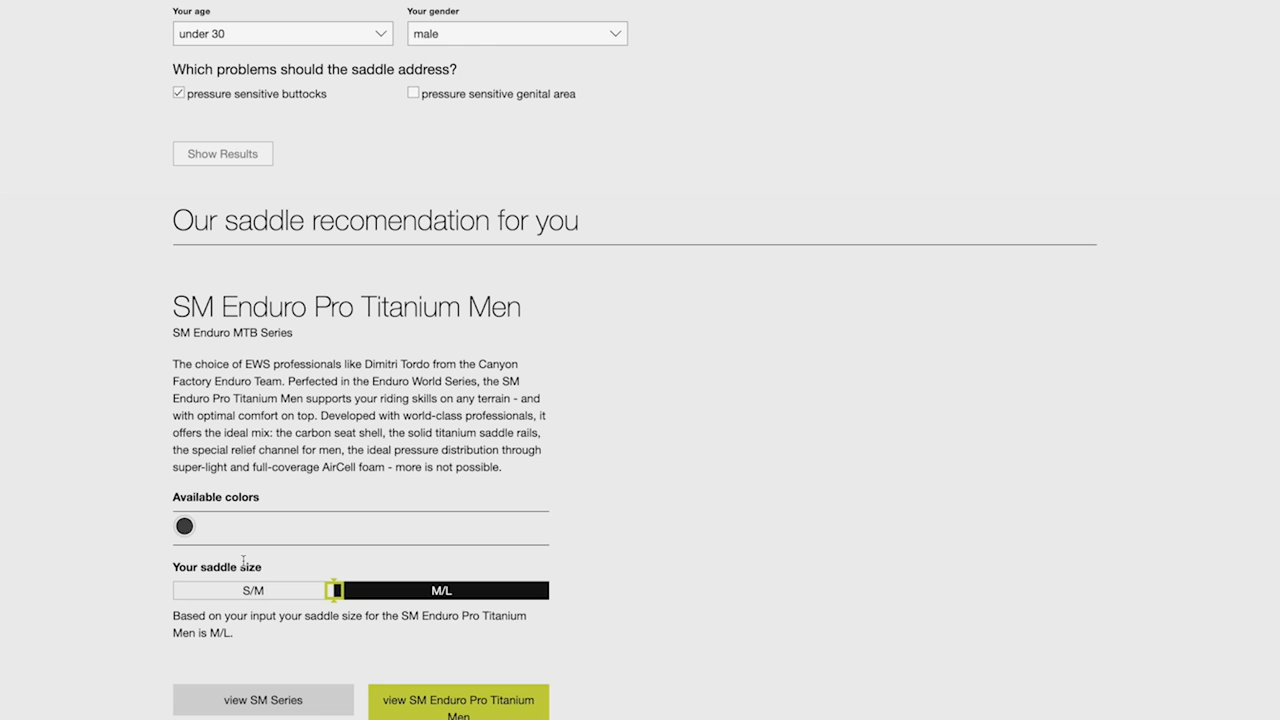 Your age Your gender
under 30 male
Which problems should the saddle address?
pressure sensitive buttocks pressure sensitive genital area
Show Results
Our saddle recomendation for you
SM Enduro Pro Titanium Men
SM Enduro MTB Series
The choice of EWS professionals like Dimitri Tordo from the Canyon
Factory Enduro Team. Perfected in the Enduro World Series, the SM
Enduro Pro Titanium Men supports your riding skills on any terrain - and
with optimal comfort on top. Developed with world-class professionals, it
offers the ideal mix: the carbon seat shell, the solid titanium saddle rails,
the special relief channel for men, the ideal pressure distribution through
super-light and full-coverage AirCell foam - more is not possible.
Available colors
Your saddle size
S/M M/L
Based on your input your saddle size for the SM Enduro Pro Titanium
Men is M/L.
view SM Series view SM Enduro Pro Titanium
Men